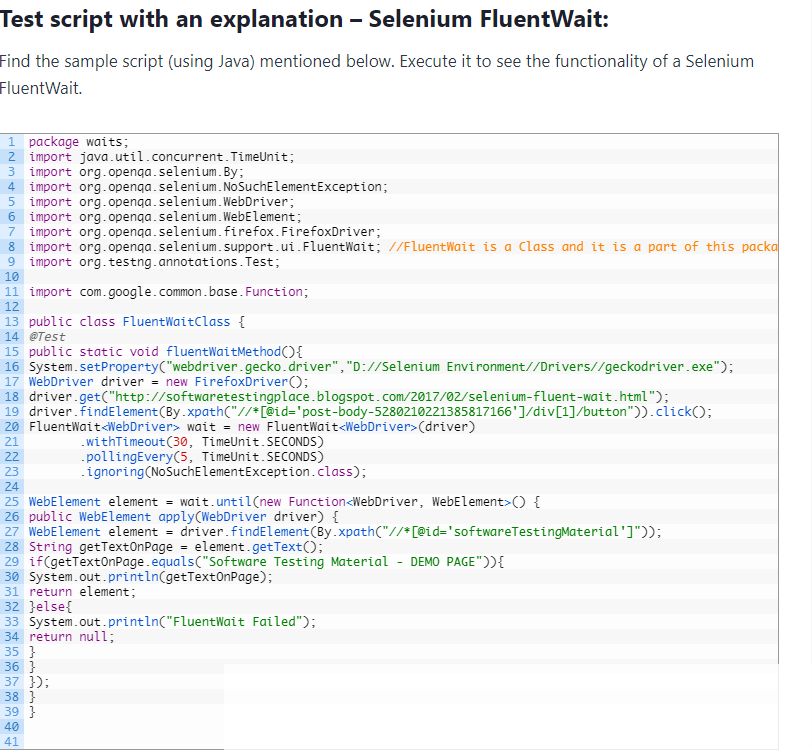 Test script with an explanation – Selenium FluentWait:
Find the sample script (using Java) mentioned below. Execute it to see the functionality of a Selenium
FluentWait.
1 package waits;
2 import java.util.concurrent.TimeUnit;
3 import org.openqa.selenium.By;
4 import org.openqa.selenium.NoSuchElementException;
5 import org.openqa.selenium.WebDriver;
6 import org.openqa.selenium.WebElement;
7 import org.openqa.selenium.firefox.FirefoxDriver;
8 import org.openqa.selenium.support.ui.FluentWait; //FluentWait is a Class and it is a part of this packa
9 import org.testng.annotations.Test;
10
11 import com.google.common.base.Function;
12
13 public class FluentWaitClass {
14 @Test
15 public static void fluentWaitMethod(){
16 System.setProperty("webdriver.gecko.driver","D://Selenium Environment//Drivers//geckodriver.exe");
17 WebDriver driver = new FirefoxDriver();
18 driver.get("http://softwaretestingplace.blogspot.com/2017/02/selenium-fluent-wait.html");
19 driver.findElement(By.xpath("//*[@id='post-body-5280210221385817166']/div[1]/button")).click();
20 FluentWait<WebDriver> wait = new FluentWait<WebDriver>(driver)
21 .withTimeout(30, TimeUnit.SECONDS)
22 .pollingEvery(5, TimeUnit.SECONDS)
23 .ignoring(NoSuchElementException.class);
24
25 WebElement element = wait.until(new Function<WebDriver, WebElement>() {
26 public WebElement apply(WebDriver driver) {
27 WebElement element = driver.findElement(By.xpath("//*[@id='softwareTestingMaterial']"));
28 String getTextOnPage = element.getText();
29 if(getTextOnPage.equals("Software Testing Material - DEMO PAGE")){
30 System.out.println(getTextOnPage);
31 return element;
32 }else{
33 System.out.println("FluentWait Failed");
34 return null;
35 }
36 }
37 });
38 }
39 }
40
41